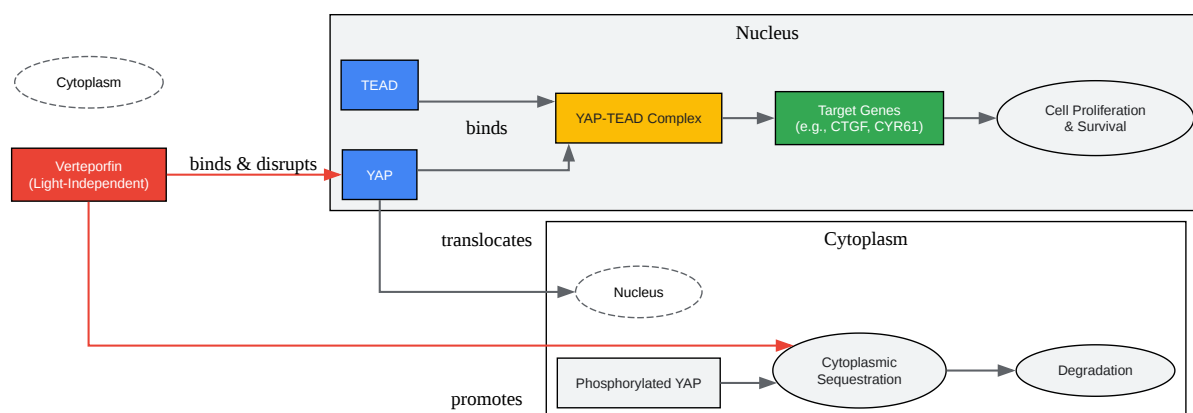 Nucleus
Cytoplasm
TEAD
binds
YAP-TEAD Complex
Target Genes
(e.g., CTGF, CYR61)
Cell Proliferation
& Survival
Verteporfin
(Light-Independent)
binds & disrupts
YAP
translocates
Cytoplasm
Nucleus
Phosphorylated YAP
Cytoplasmic
Sequestration
Degradation
promotes